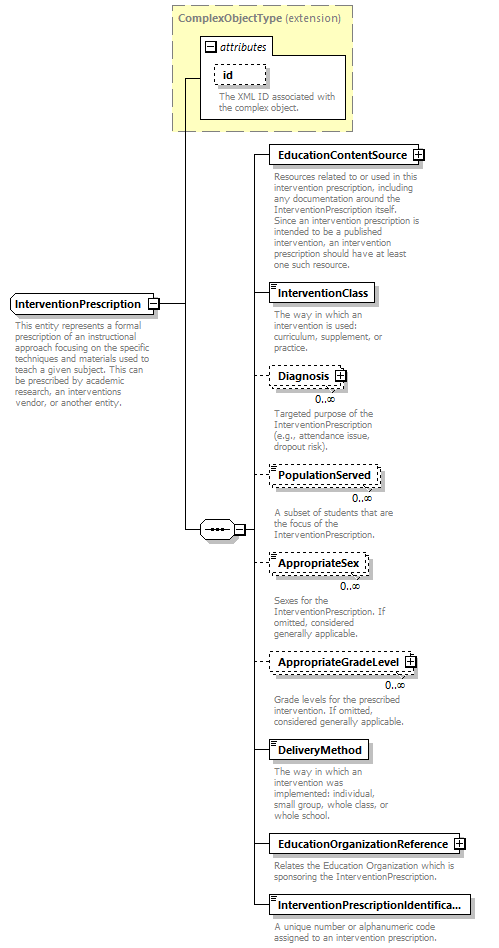 ComplexObjectType (extension)
attributes
id
The XML ID associated with
the complex object.
EducationContentSource
Resources related to or used in this
intervention prescription, including
any documentation around the
InterventionPrescription itself.
Since an intervention prescription is
intended to be a published
intervention, an intervention
prescription should have at least
one such resource.
InterventionPrescription
This entity represents a formal
prescription of an instructional
approach focusing on the specific
techniques and materials used to
teach a given subject. This can
be prescribed by academic
research, an interventions
vendor, or another entity.
InterventionClass
The way in which an
intervention is used:
curriculum, supplement, or
practice.
Diagnosis
0..∞
Targeted purpose of the
InterventionPrescription
(e.g., attendance issue,
dropout risk).
PopulationServed
0..∞
A subset of students that are
the focus of the
InterventionPrescription.
AppropriateSex
0..∞
Sexes for the
InterventionPrescription. If
omitted, considered
generally applicable.
AppropriateGradeLevel
0..∞
Grade levels for the prescribed
intervention. If omitted,
considered generally applicable.
DeliveryMethod
The way in which an
intervention was
implemented: individual,
small group, whole class, or
whole school.
EducationOrganizationReference
Relates the Education Organization which is
sponsoring the InterventionPrescription.
InterventionPrescriptionIdentifica...
A unique number or alphanumeric code
assigned to an intervention prescription.